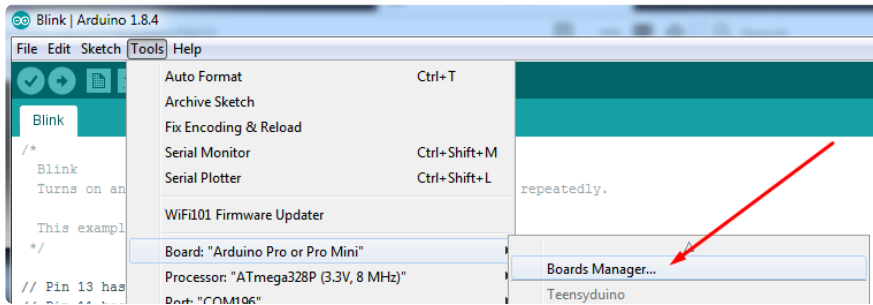 Blink | Arduino 1.8.4
File Edit Sketch Tools Help
Auto Format Ctrl+T
Archive Sketch
Fix Encoding & Reload
Serial Monitor Ctrl+Shift+M
Serial Plotter Ctrl+Shift+L
WiFi101 Firmware Updater
Board: "Arduino Pro or Pro Mini"
Processor: "ATmega328P (3.3V, 8 MHz)"
Port: "COM196"
Boards Manager...
Teensyduino
Blink
/*
Blink
Turns on an repeatedly.
This exampl
*/
// Pin 13 has